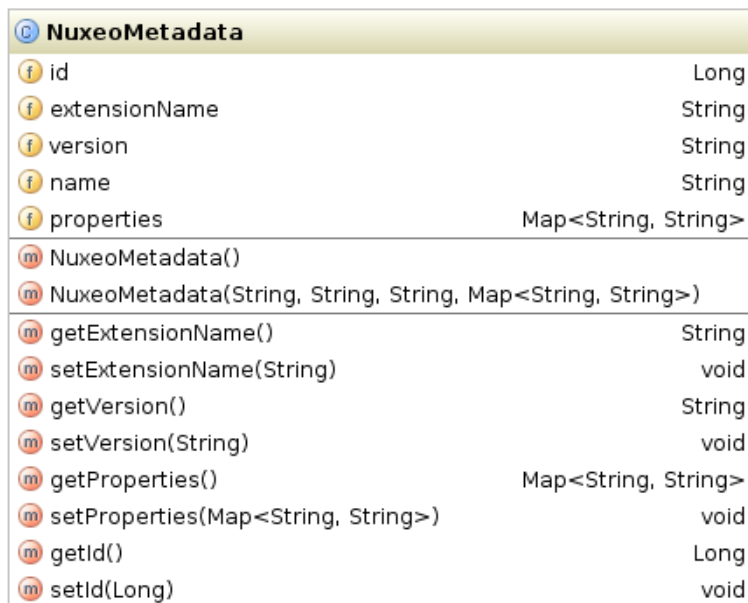 C NuxeoMetadata
f id Long
f extensionName String
f version String
f name String
f properties Map<String, String>
m NuxeoMetadata()
m NuxeoMetadata(String, String, String, Map<String, String>)
m getExtensionName() String
m setExtensionName(String) void
m getVersion() String
m setVersion(String) void
m getProperties() Map<String, String>
m setProperties(Map<String, String>) void
m getId() Long
m setId(Long) void